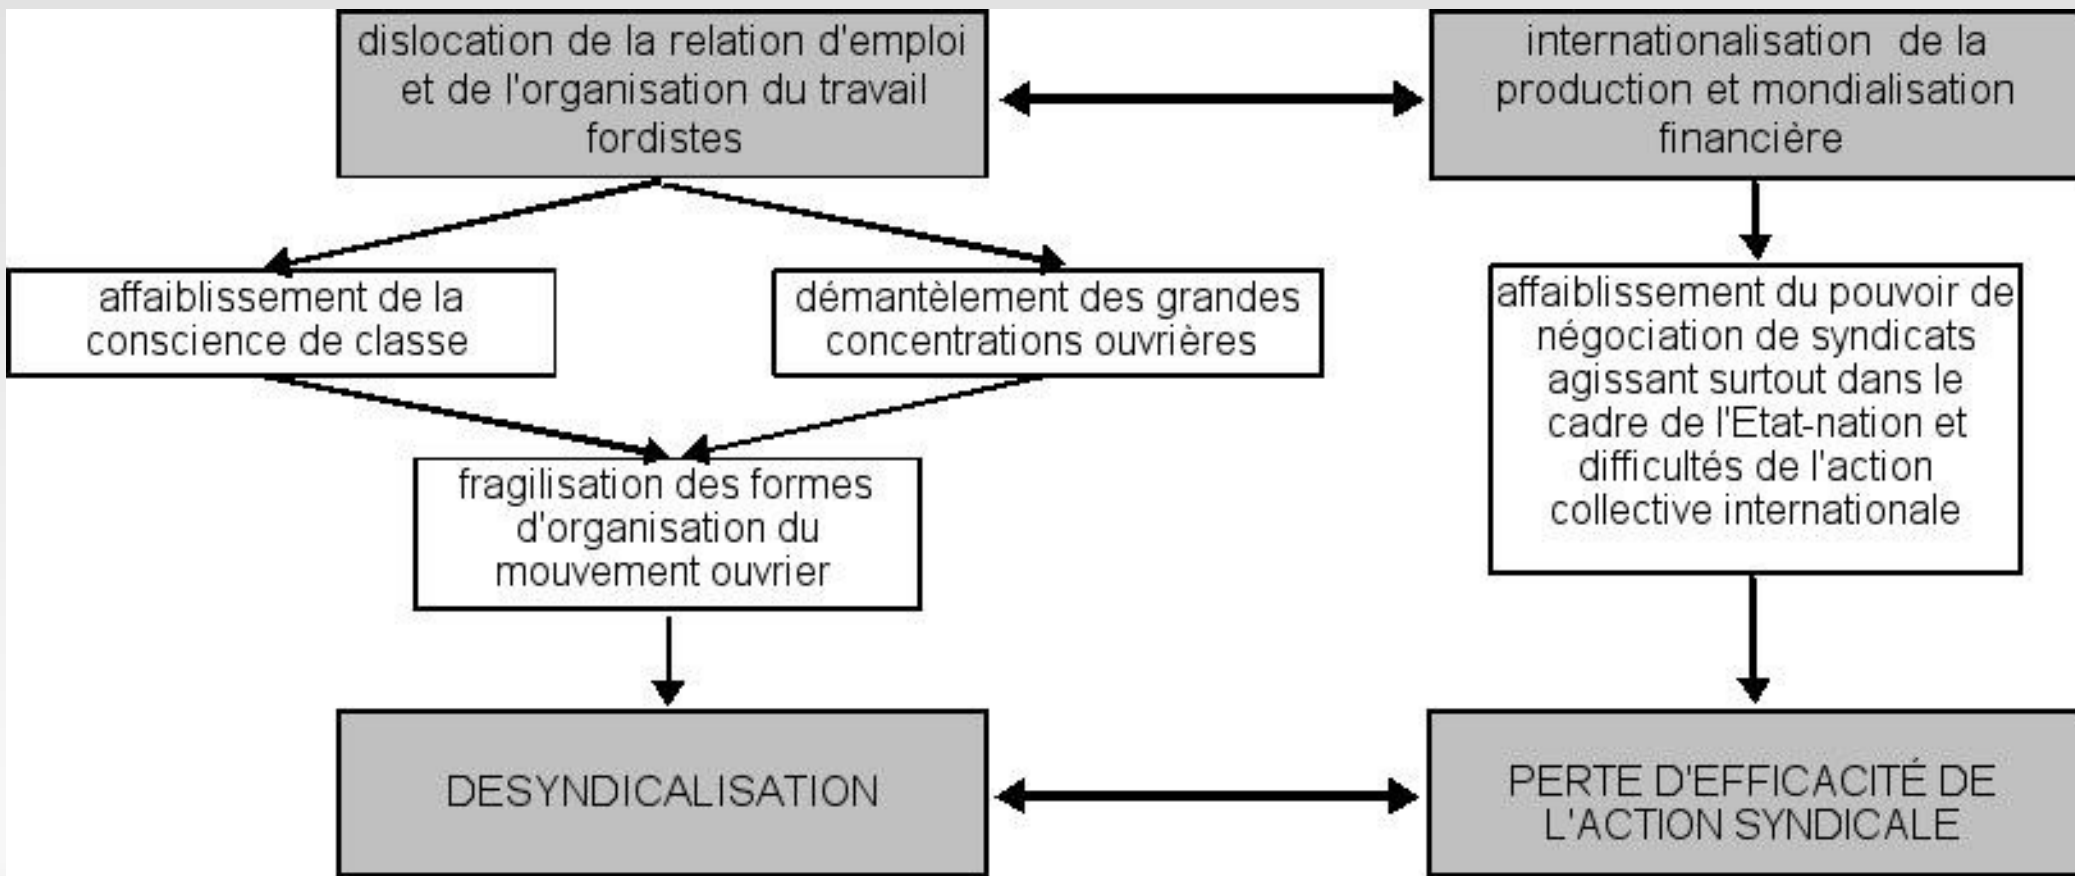 dislocation de la relation d'emploi
et de l'organisation du travail
fordistes
internationalisation de la
production et mondialisation
financière
affaiblissement de la
conscience de classe
démantèlement des grandes
concentrations ouvrières
affaiblissement du pouvoir de
négociation de syndicats
agissant surtout dans le
cadre de l'Etat-nation et
difficultés de l'action
collective internationale
fragilisation des formes
d'organisation du
mouvement ouvrier
DESYNDICALISATION
PERTE D'EFFICACITÉ DE
L'ACTION SYNDICALE